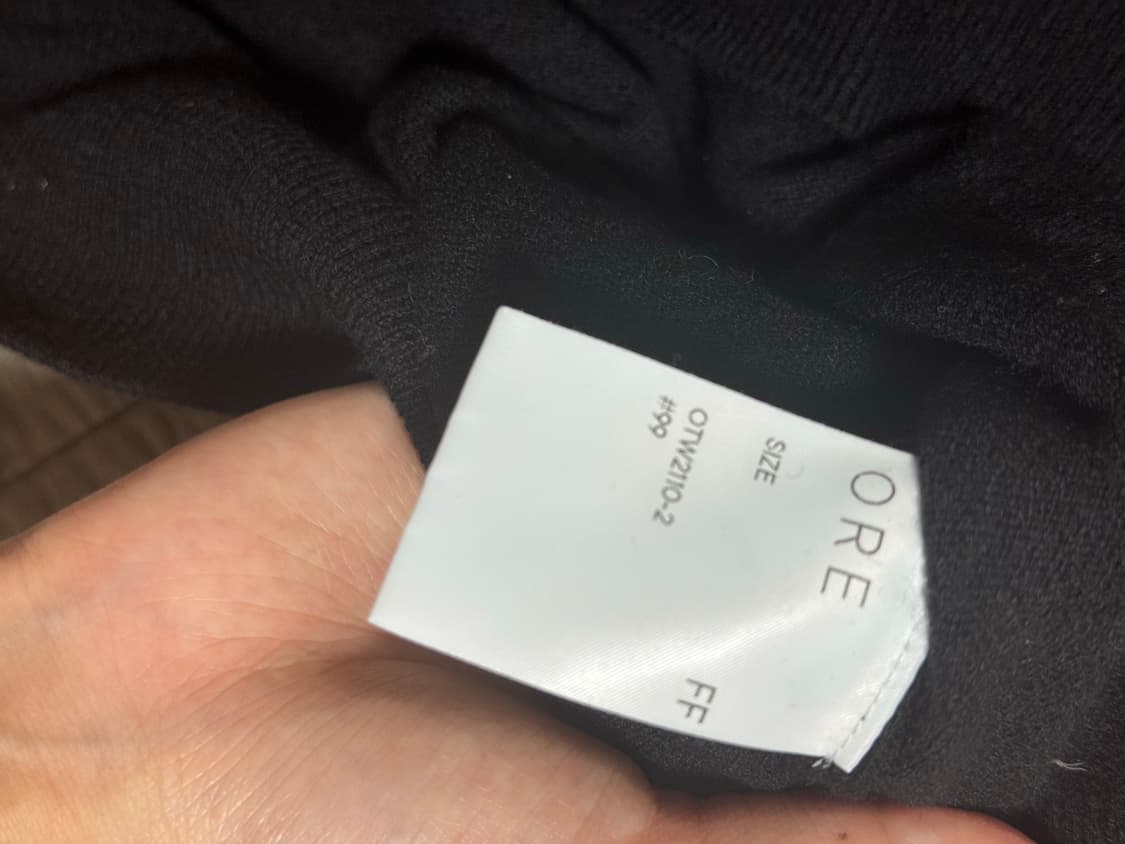 ORE
SIZE FF
OTW2110-2
#99